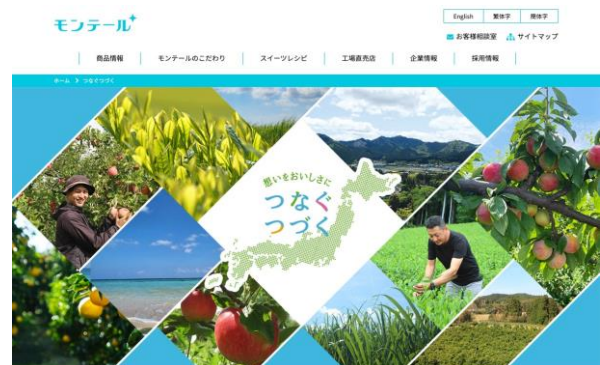 モンテール
English 繁体字 簡体字
お客様相談室 サイトマップ
商品情報 モンテールのこだわり スイーツレシピ 工場直売店 企業情報 採用情報
ホーム > つなぐつづく
想いをおいしさに
つなぐ
つづく